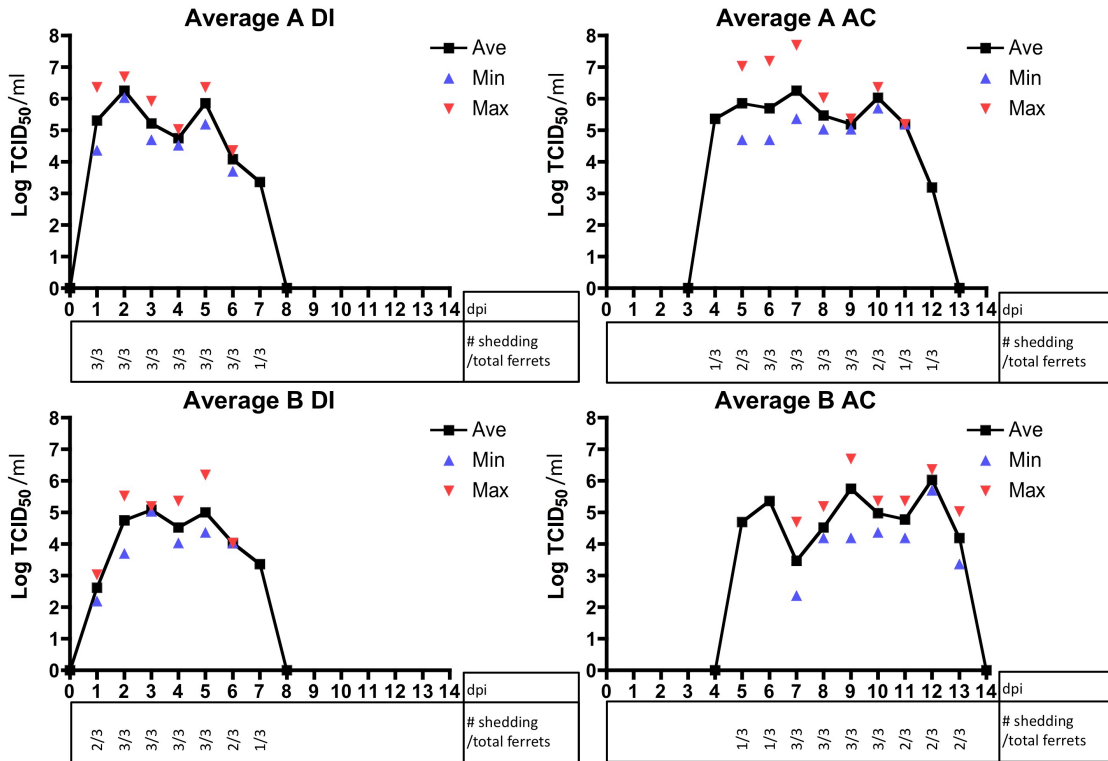 Average A DI
8
7
6
5
4
3
2
1
0
Log TCID50/ml
Ave
Min
Max
0 1 2 3 4 5 6 7 8 9 10 11 12 13 14 dpi
3/3 3/3 3/3 3/3 3/3 3/3 1/3
# shedding
/total ferrets
Average A AC
8
7
6
5
4
3
2
1
0
Log TCID50/ml
Ave
Min
Max
0 1 2 3 4 5 6 7 8 9 10 11 12 13 14 dpi
1/3 2/3 3/3 3/3 3/3 3/3 2/3 1/3 1/3
# shedding
/total ferrets
Average B DI
8
7
6
5
4
3
2
1
0
Log TCID50/ml
Ave
Min
Max
0 1 2 3 4 5 6 7 8 9 10 11 12 13 14 dpi
2/3 3/3 3/3 3/3 3/3 2/3 1/3
# shedding
/total ferrets
Average B AC
8
7
6
5
4
3
2
1
0
Log TCID50/ml
Ave
Min
Max
0 1 2 3 4 5 6 7 8 9 10 11 12 13 14 dpi
1/3 1/3 3/3 3/3 3/3 3/3 2/3 2/3 2/3
# shedding
/total ferrets